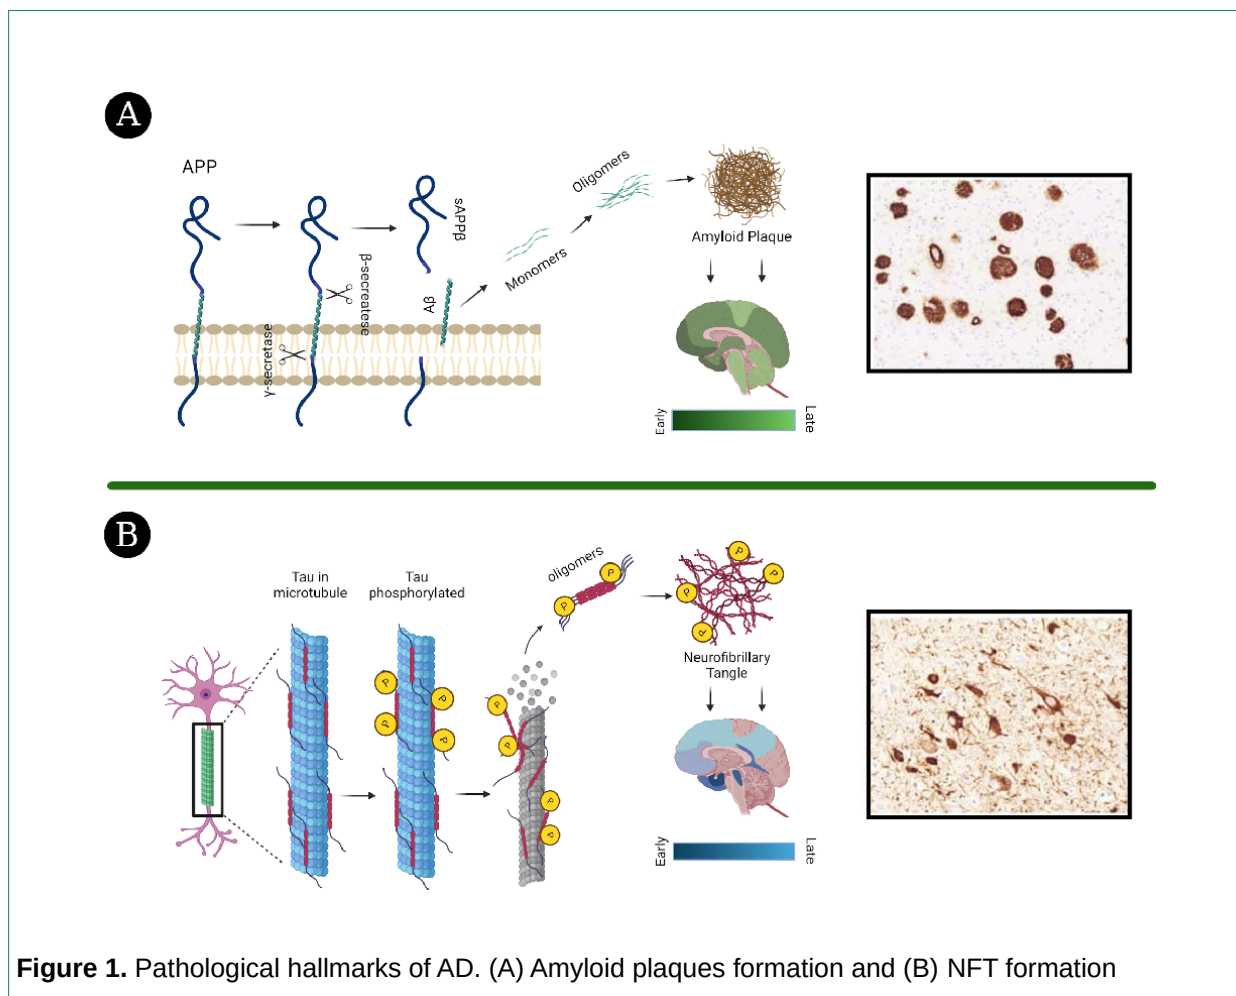 A
APP
sAPPβ
β-secreatese
γ-secretase
Aβ
Monomers
Oligomers
Amyloid Plaque
Early
Late
B
Tau in
microtubule
Tau
phosphorylated
P
P
P
P
P
P
P
P
oligomers
P
P
P
P
P
P
Neurofibrillary
Tangle
Early
Late
Figure 1. Pathological hallmarks of AD. (A) Amyloid plaques formation and (B) NFT formation